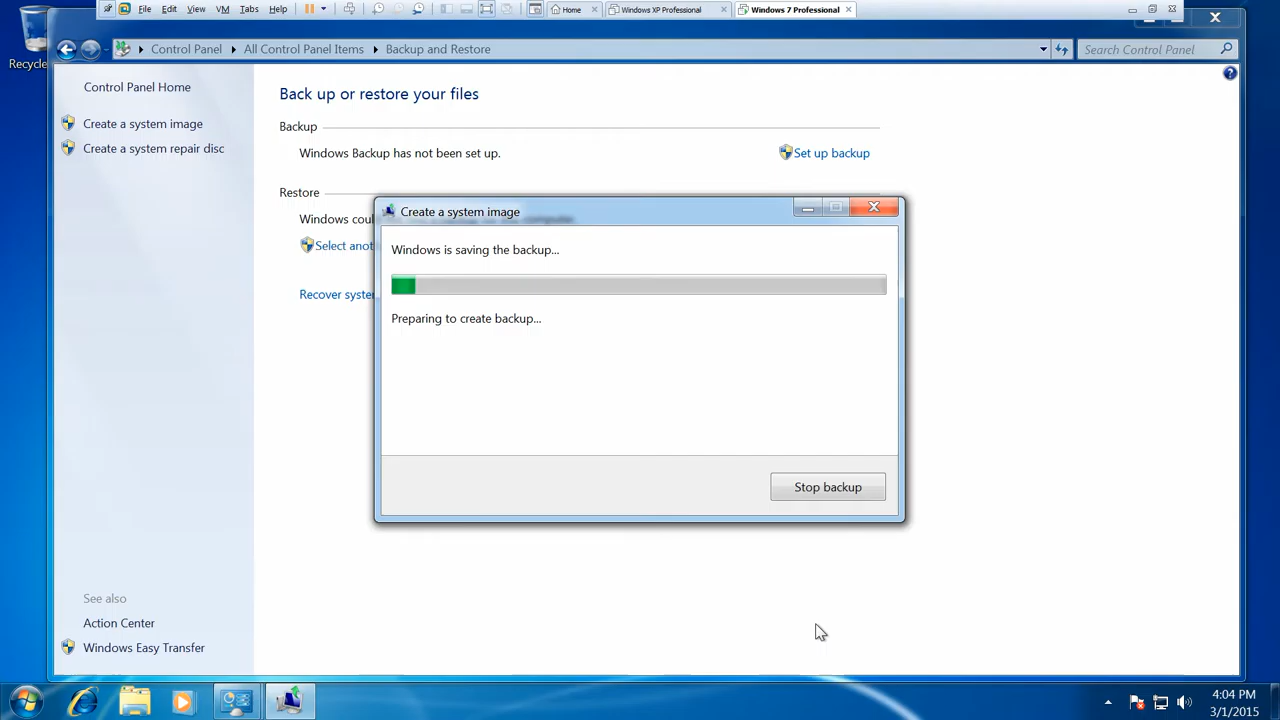 File Edit View VM Tabs Help
Home
Windows XP Professional
Windows 7 Professional
Recycle
Control Panel
All Control Panel Items
Backup and Restore
Search Control Panel
Control Panel Home
Create a system image
Create a system repair disc
Back up or restore your files
Backup
Windows Backup has not been set up.
Set up backup
Restore
Windows
Select
Recover
Create a system image
Windows is saving the backup...
Preparing to create backup...
Stop backup
See also
Action Center
Windows Easy Transfer
4:04 PM
3/1/2015